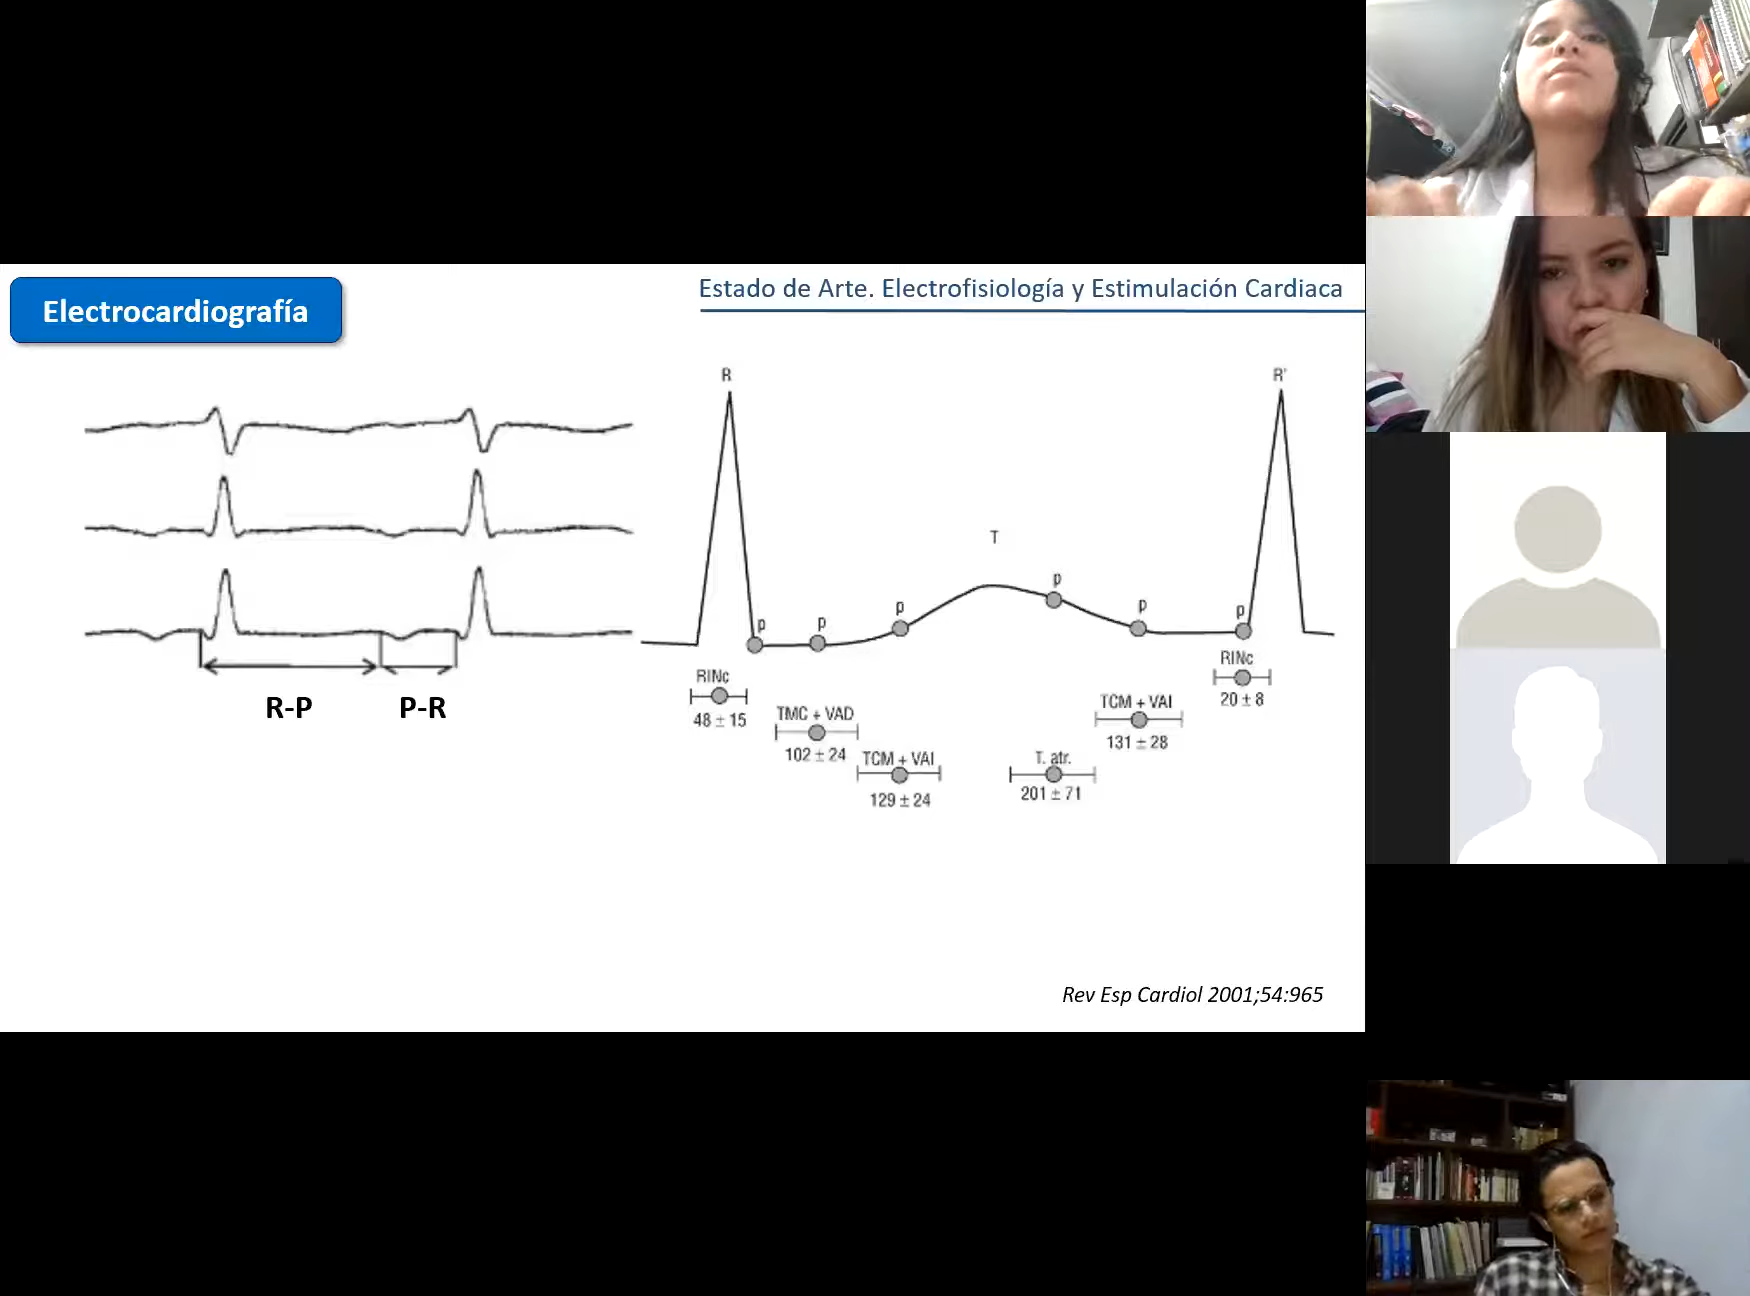 Electrocardiografía
Estado de Arte. Electrofisiología y Estimulación Cardiaca
R-P
P-R
R
R'
T
p
p
p
p
p
p
RINc
48 ± 15
TMC + VAD
102 ± 24
TCM + VAI
129 ± 24
T. atr.
201 ± 71
TCM + VAI
131 ± 28
RINc
20 ± 8
Rev Esp Cardiol 2001;54:965